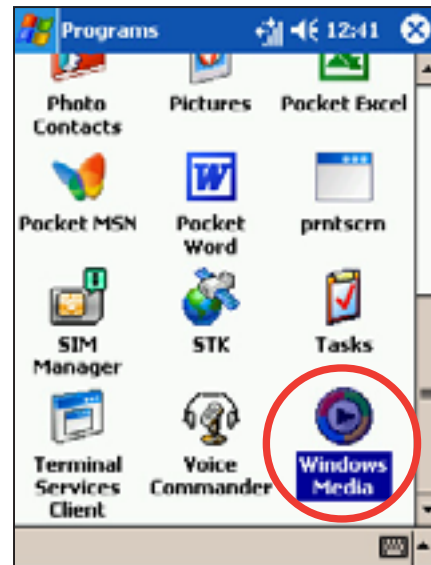 Programs 12:41
Photo Contacts Pictures Pocket Excel
Pocket MSN Pocket Word prntscrn
SIM Manager STK Tasks
Terminal Services Client Voice Commander Windows Media